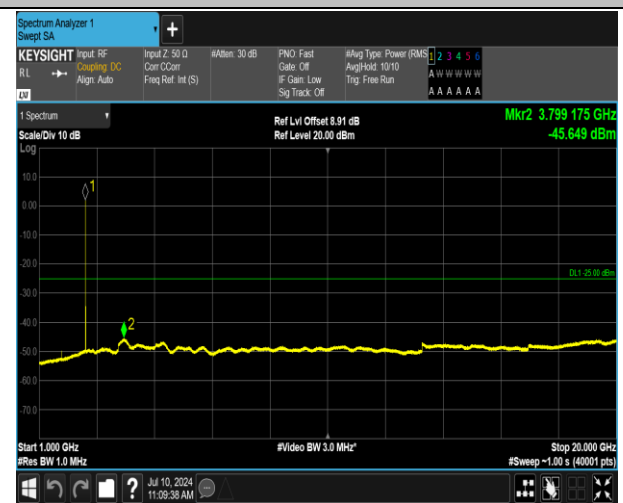 Spectrum Analyzer 1
Swept SA
+
KEYSIGHT
RL
Input: RF
Coupling: DC
Align: Auto
Input Z: 50 Ω
Corr CCorr
Freq Ref: Int (S)
#Atten: 30 dB
PNO: Fast
Gate: Off
IF Gain: Low
Sig Track: Off
#Avg Type: Power (RMS
Avg|Hold: 10/10
Trig: Free Run
1 2 3 4 5 6
A W W W W W
A A A A A A
LXI
1 Spectrum
Scale/Div 10 dB
Ref Lvl Offset 8.91 dB
Ref Level 20.00 dBm
Mkr2 3.799 175 GHz
-45.649 dBm
Log
10.0
0.00
-10.0
-20.0
-30.0
-40.0
-50.0
-60.0
-70.0
1
2
DL1 -25.00 dBm
Start 1.000 GHz
#Res BW 1.0 MHz
#Video BW 3.0 MHz*
Stop 20.000 GHz
#Sweep ~1.00 s (40001 pts)
?
Jul 10, 2024
11:09:38 AM